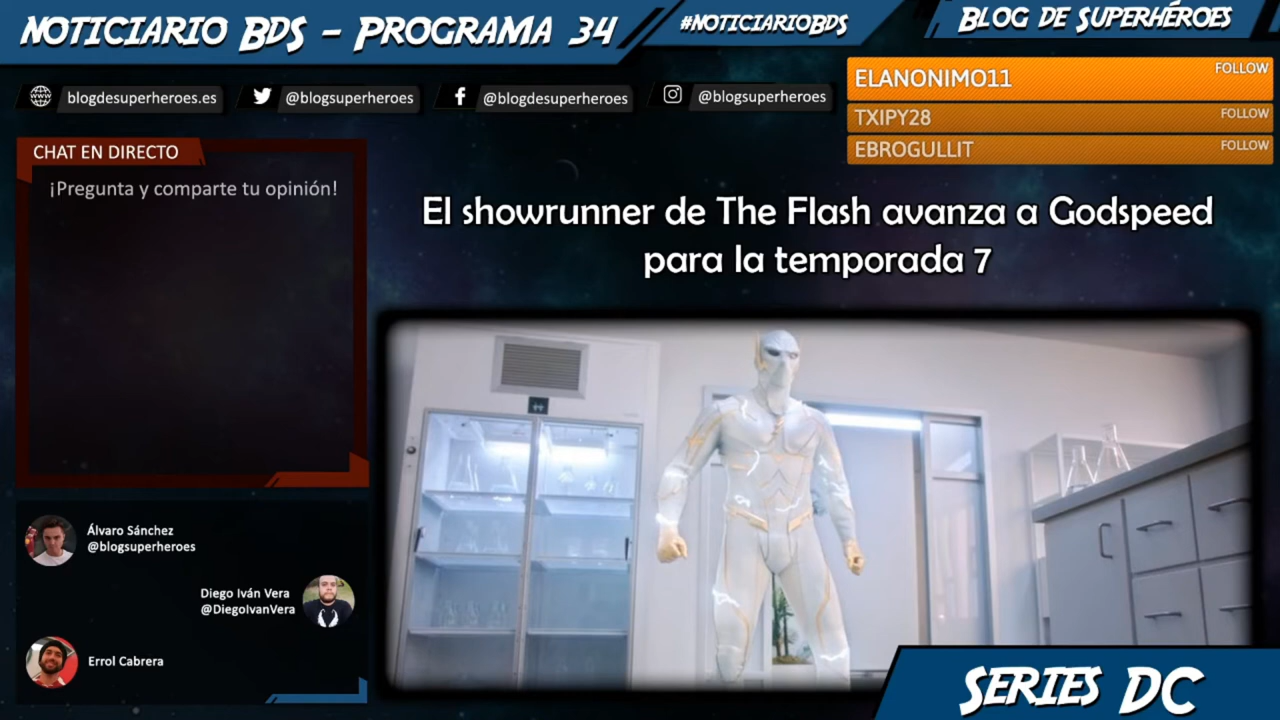 NOTICIARIO BDS - PROGRAMA 34
#NOTICIARIOBDS
BLOG DE SUPERHÉROES
www
blogdesuperheroes.es
@blogsuperheroes
@blogdesuperheroes
@blogsuperheroes
ELANONIMO11
FOLLOW
TXIPY28
FOLLOW
EBROGULLIT
FOLLOW
CHAT EN DIRECTO
¡Pregunta y comparte tu opinión!
El showrunner de The Flash avanza a Godspeed
para la temporada 7
Álvaro Sánchez
@blogsuperheroes
Diego Iván Vera
@DiegoIvanVera
Errol Cabrera
SERIES DC